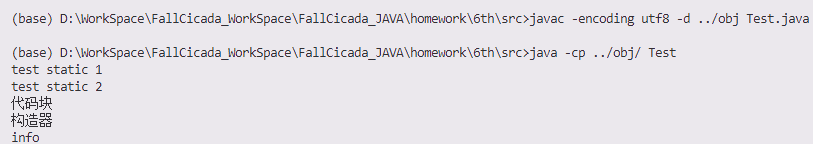 (base) D:\WorkSpace\FallCicada_WorkSpace\FallCicada_JAVA\homework\6th\src>javac -encoding utf8 -d ../obj Test.java
(base) D:\WorkSpace\FallCicada_WorkSpace\FallCicada_JAVA\homework\6th\src>java -cp ../obj/ Test
test static 1
test static 2
代码块
构造器
info